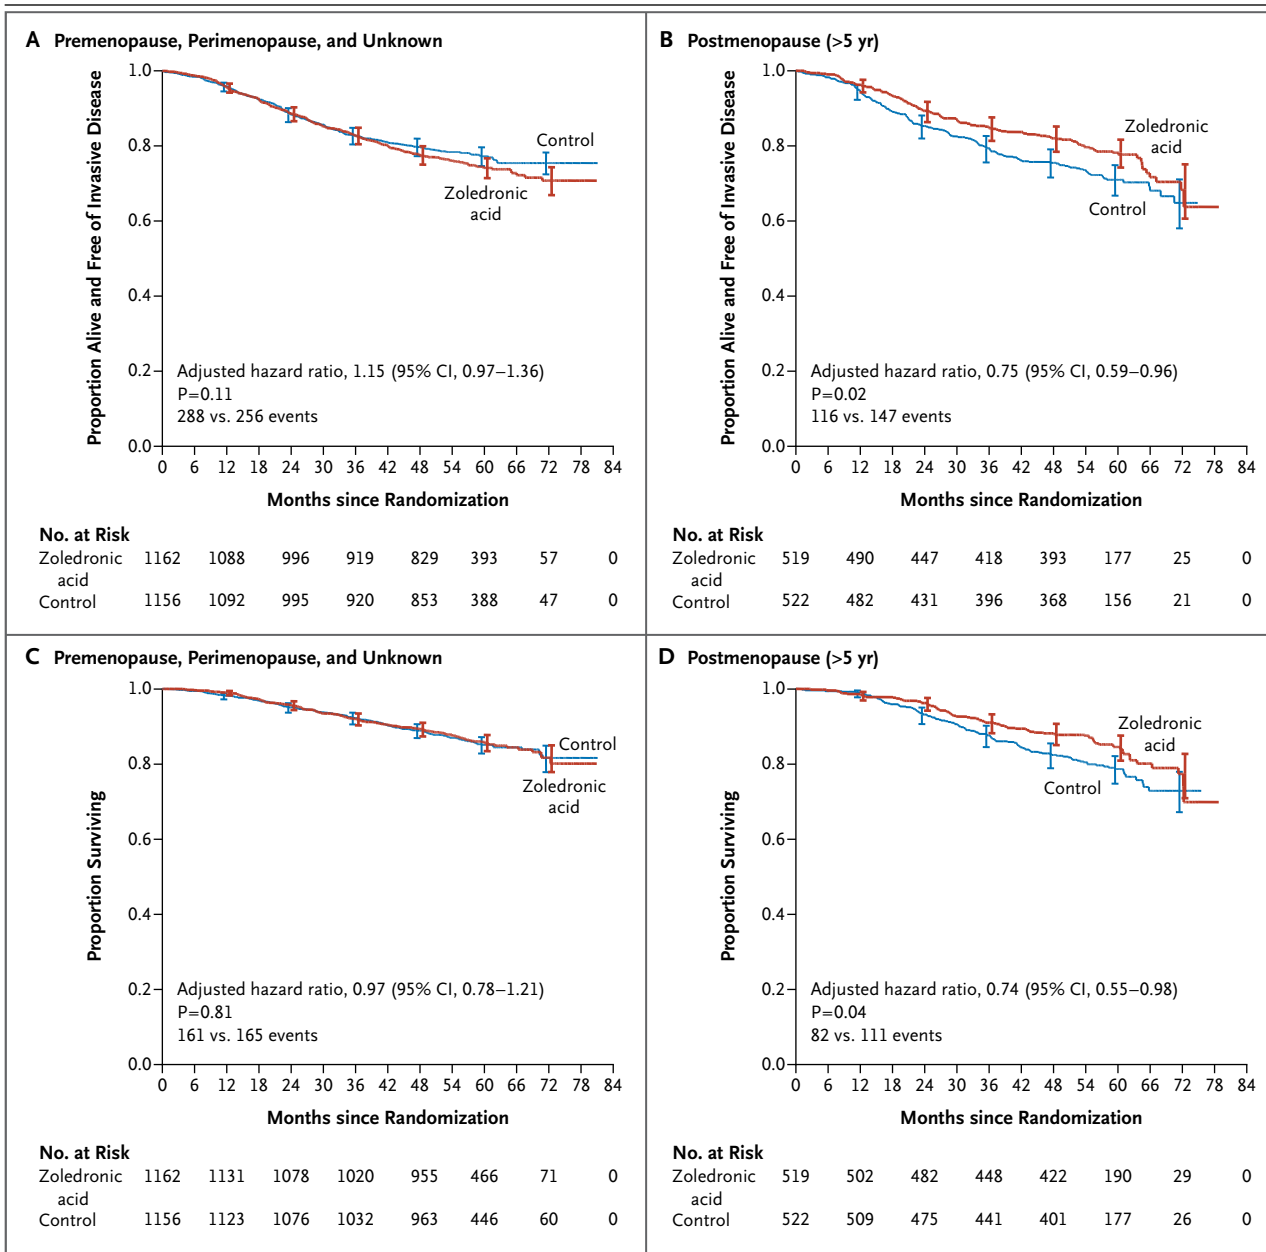 A Premenopause, Perimenopause, and Unknown
Proportion Alive and Free of Invasive Disease
1.0
0.8
0.6
0.4
0.2
0.0
Control
Zoledronic
acid
Adjusted hazard ratio, 1.15 (95% CI, 0.97–1.36)
P=0.11
288 vs. 256 events
0 6 12 18 24 30 36 42 48 54 60 66 72 78 84
Months since Randomization
No. at Risk
Zoledronic
acid
1162 1088 996 919 829 393 57 0
Control 1156 1092 995 920 853 388 47 0
B Postmenopause (>5 yr)
Proportion Alive and Free of Invasive Disease
1.0
0.8
0.6
0.4
0.2
0.0
Zoledronic
acid
Control
Adjusted hazard ratio, 0.75 (95% CI, 0.59–0.96)
P=0.02
116 vs. 147 events
0 6 12 18 24 30 36 42 48 54 60 66 72 78 84
Months since Randomization
No. at Risk
Zoledronic
acid
519 490 447 418 393 177 25 0
Control 522 482 431 396 368 156 21 0
C Premenopause, Perimenopause, and Unknown
Proportion Surviving
1.0
0.8
0.6
0.4
0.2
0.0
Control
Zoledronic
acid
Adjusted hazard ratio, 0.97 (95% CI, 0.78–1.21)
P=0.81
161 vs. 165 events
0 6 12 18 24 30 36 42 48 54 60 66 72 78 84
Months since Randomization
No. at Risk
Zoledronic
acid
1162 1131 1078 1020 955 466 71 0
Control 1156 1123 1076 1032 963 446 60 0
D Postmenopause (>5 yr)
Proportion Surviving
1.0
0.8
0.6
0.4
0.2
0.0
Zoledronic
acid
Control
Adjusted hazard ratio, 0.74 (95% CI, 0.55–0.98)
P=0.04
82 vs. 111 events
0 6 12 18 24 30 36 42 48 54 60 66 72 78 84
Months since Randomization
No. at Risk
Zoledronic
acid
519 502 482 448 422 190 29 0
Control 522 509 475 441 401 177 26 0